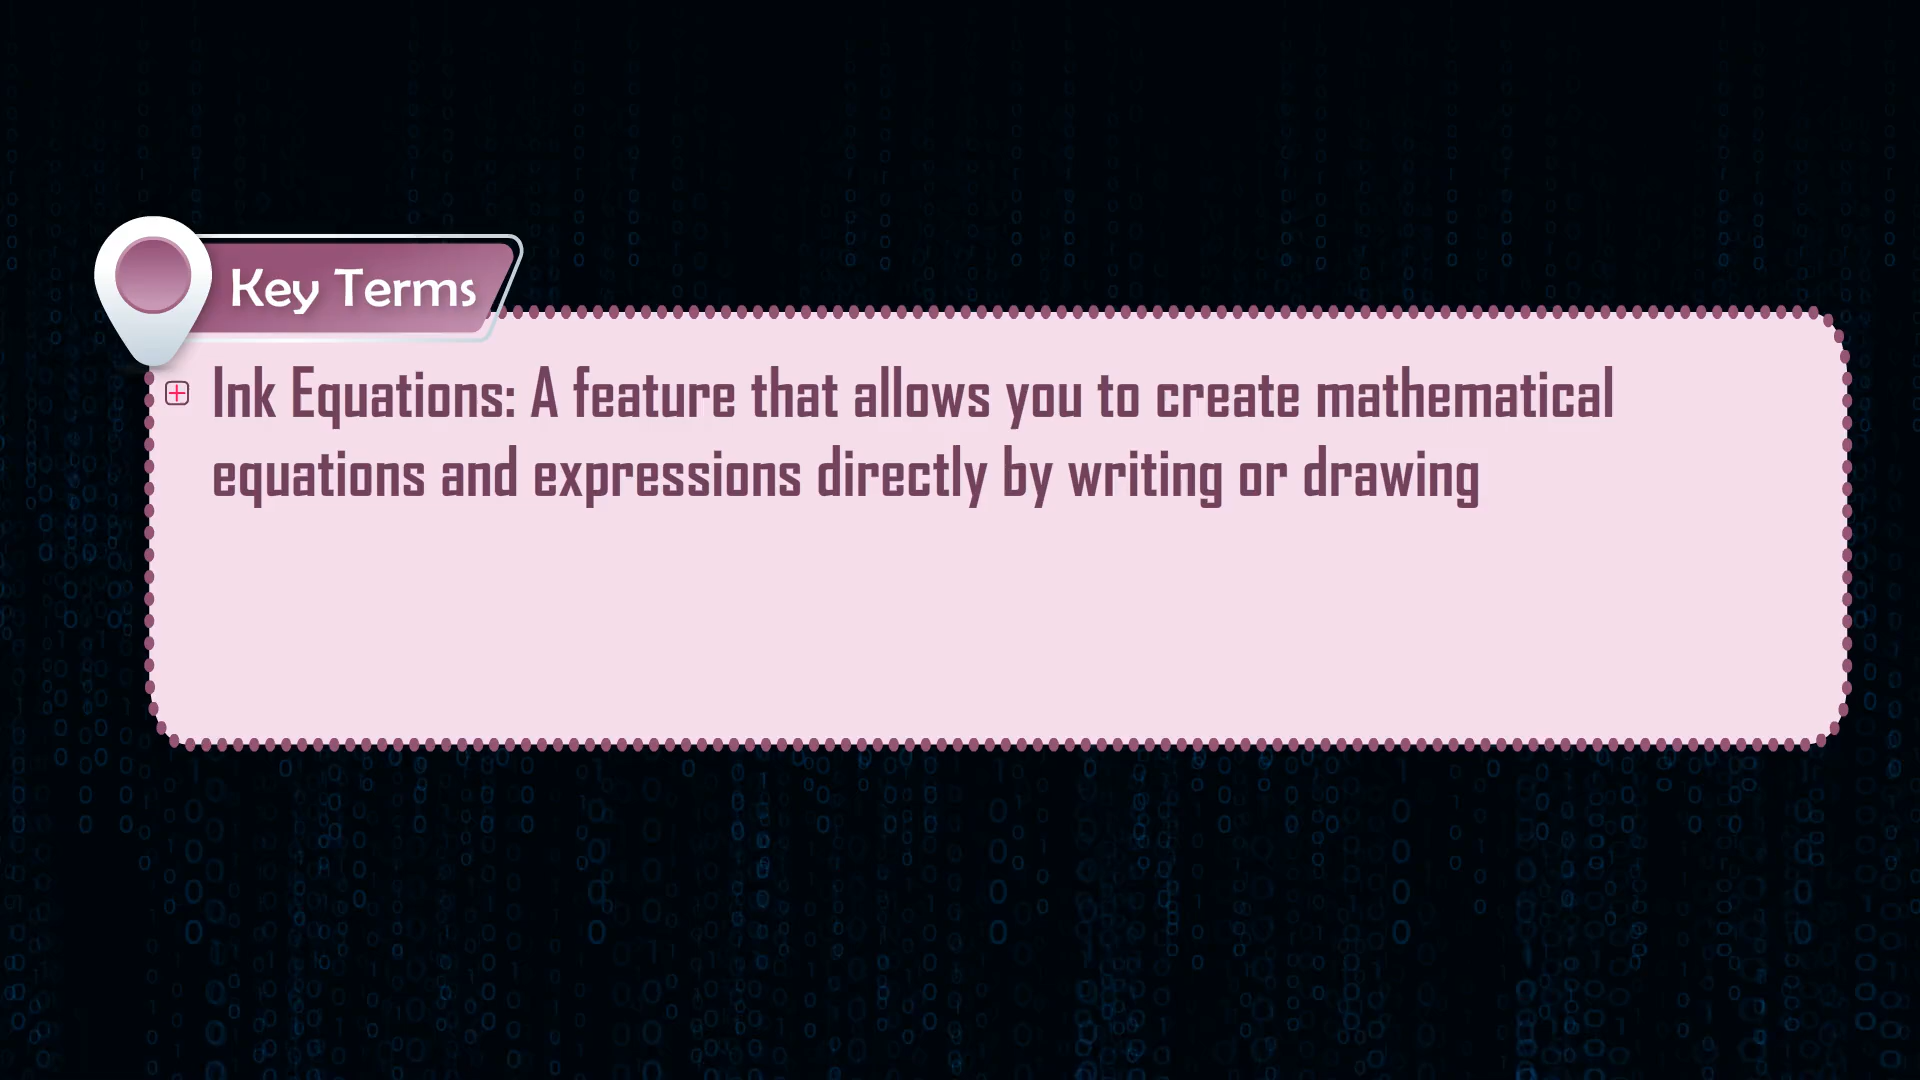 Key Terms
Ink Equations: A feature that allows you to create mathematical
equations and expressions directly by writing or drawing